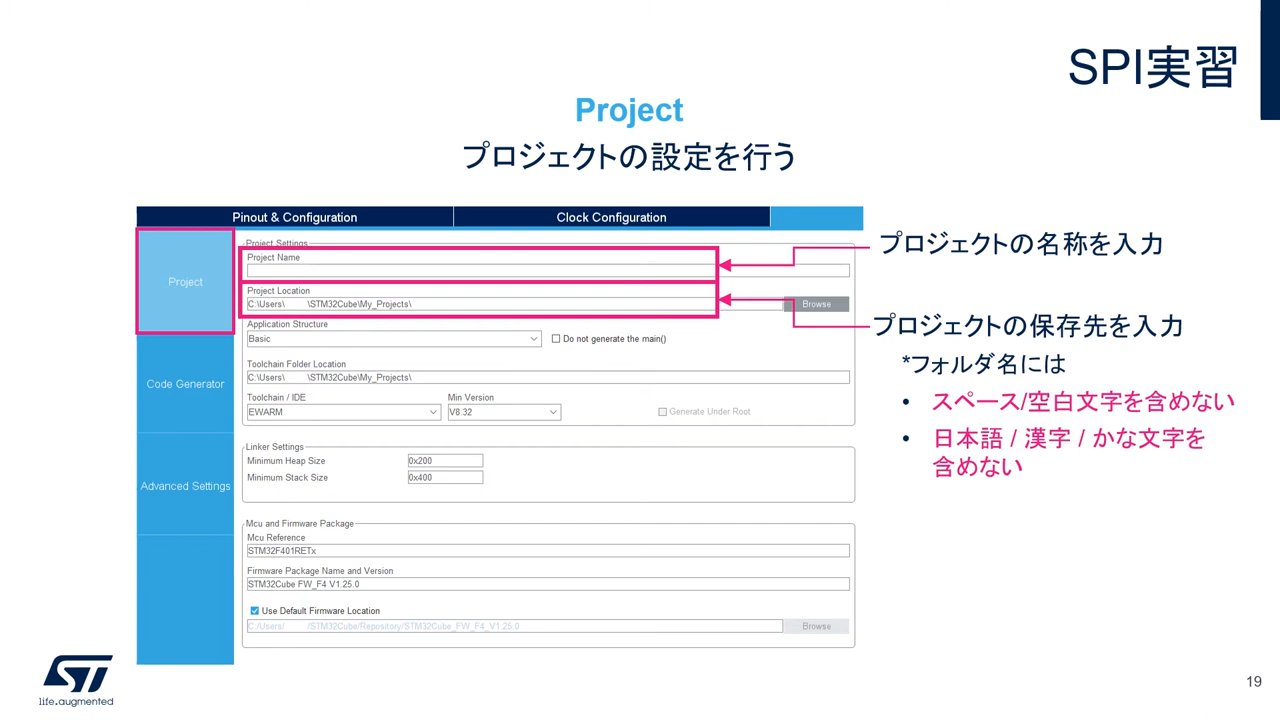 SPI実習
Project
プロジェクトの設定を行う
Pinout & Configuration
Clock Configuration
Project
Code Generator
Advanced Settings
Project Settings
Project Name
Project Location
C:\Users\ \STM32Cube\My_Projects\
Browse
Application Structure
Basic
Do not generate the main()
Toolchain Folder Location
C:\Users\ \STM32Cube\My_Projects\
Toolchain / IDE
Min Version
EWARM
V8.32
Generate Under Root
Linker Settings
Minimum Heap Size
0x200
Minimum Stack Size
0x400
Mcu and Firmware Package
Mcu Reference
STM32F401RETx
Firmware Package Name and Version
STM32Cube FW_F4 V1.25.0
Use Default Firmware Location
C:/Users/ /STM32Cube/Repository/STM32Cube_FW_F4_V1.25.0
Browse
プロジェクトの名称を入力
プロジェクトの保存先を入力
*フォルダ名には
• スペース/空白文字を含めない
• 日本語 / 漢字 / かな文字を
含めない
ST
life.augmented
19